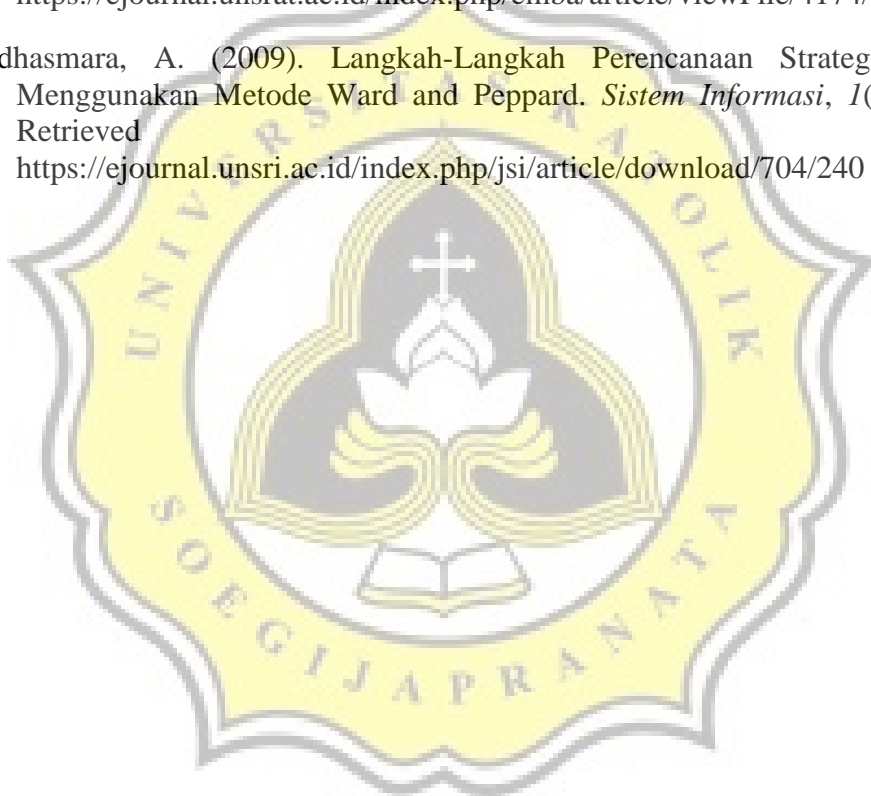 https://ejournal.unsrat.ac.id/index.php/emba/article/viewFile/4174/
dhasmara, A. (2009). Langkah-Langkah Perencanaan Strateg
Menggunakan Metode Ward and Peppard. Sistem Informasi, 1(
Retrieved
https://ejournal.unsri.ac.id/index.php/jsi/article/download/704/240
UNIVERSITAS KATOLIK
SOEGIJAPRANATA